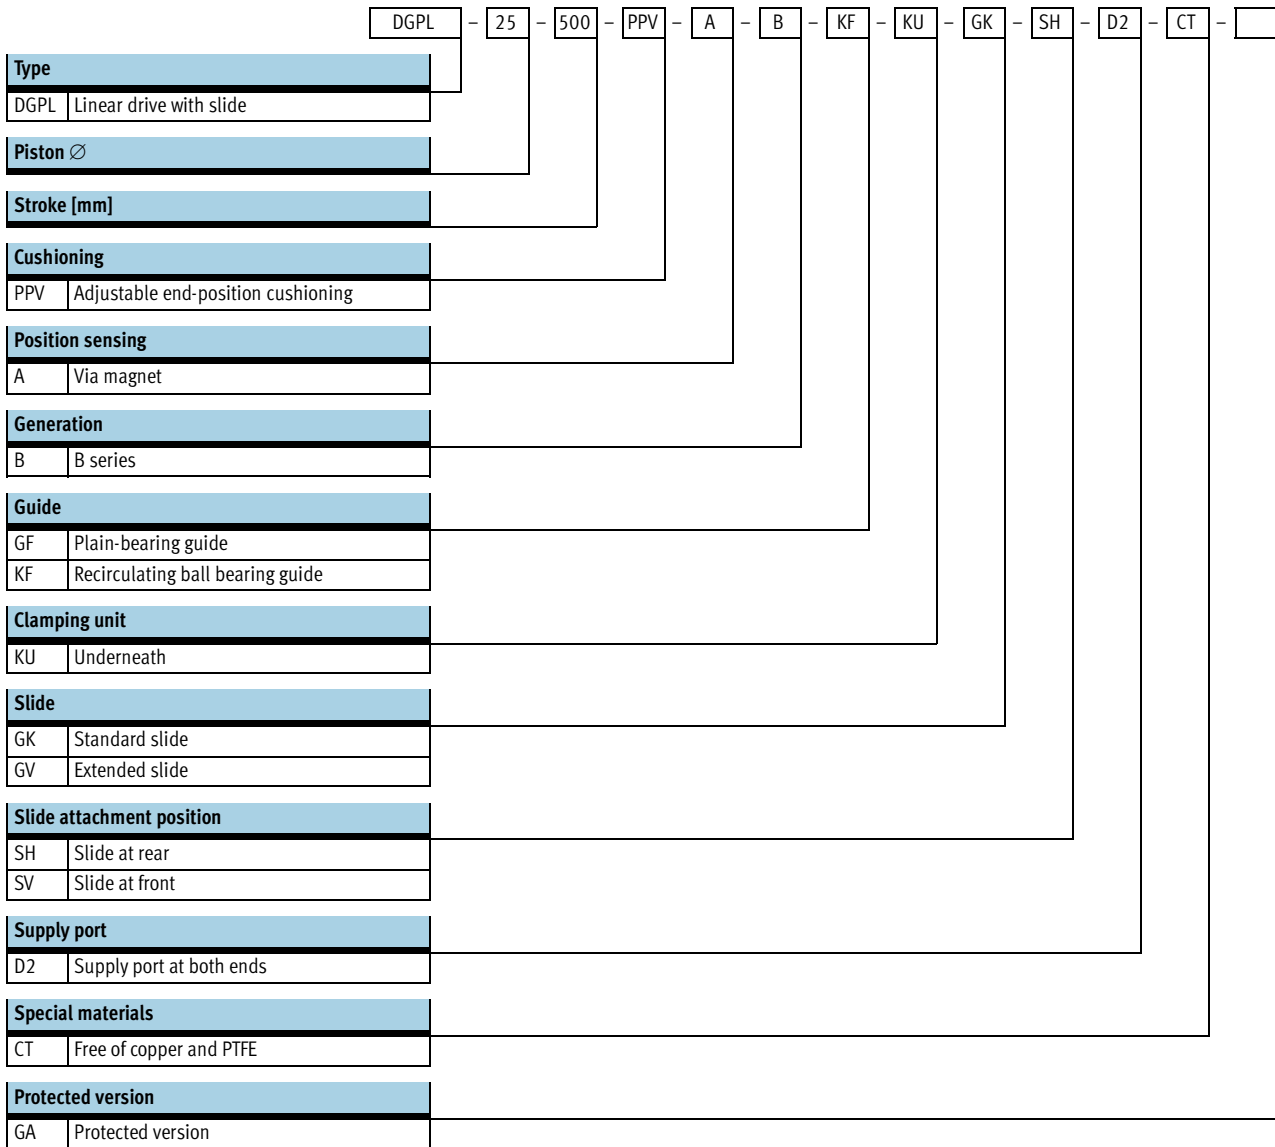 DGPL – 25 – 500 – PPV – A – B – KF – KU – GK – SH – D2 – CT –
Type
DGPL Linear drive with slide
Piston ∅
Stroke [mm]
Cushioning
PPV Adjustable end-position cushioning
Position sensing
A Via magnet
Generation
B B series
Guide
GF Plain-bearing guide
KF Recirculating ball bearing guide
Clamping unit
KU Underneath
Slide
GK Standard slide
GV Extended slide
Slide attachment position
SH Slide at rear
SV Slide at front
Supply port
D2 Supply port at both ends
Special materials
CT Free of copper and PTFE
Protected version
GA Protected version